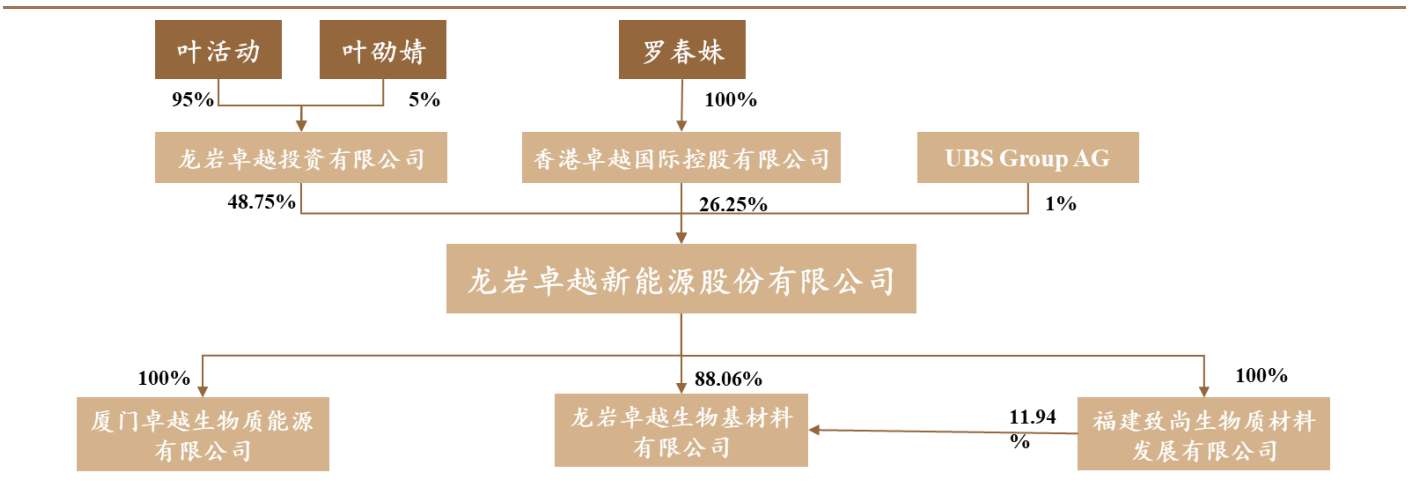 叶活动
叶劭婧
罗春妹
95%
5%
100%
龙岩卓越投资有限公司
香港卓越国际控股有限公司
UBS Group AG
48.75%
26.25%
1%
龙岩卓越新能源股份有限公司
100%
88.06%
100%
厦门卓越生物质能源
有限公司
龙岩卓越生物基材料
有限公司
11.94
%
福建致尚生物质材料
发展有限公司